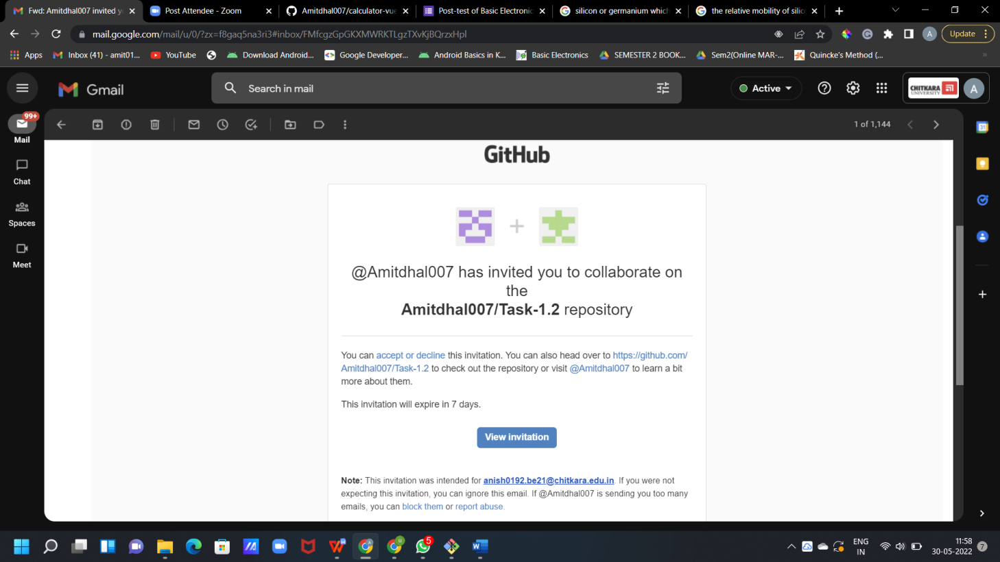 Fwd: Amitdhal007 invited yo
Post Attendee - Zoom
Amitdhal007/calculator-vue
Post-test of Basic Electronic
silicon or germanium which
the relative mobility of silic
mail.google.com/mail/u/0/?zx=f8gaq5na3ri3#inbox/FMfcgzGpGKXMWRKTLgzTXvKjBQrzxHpl
A
Update
Apps
Inbox (41) - amit01...
YouTube
Download Android...
Google Developer...
Android Basics in K...
Basic Electronics
SEMESTER 2 BOOK...
Sem2(Online MAR-...
Quincke's Method (...
»
Gmail
Search in mail
Active
CHITKARA
UNIVERSITY
A
99+
Mail
Chat
Spaces
Meet
1 of 1,144
31
GitHub
@Amitdhal007 has invited you to collaborate on
the
Amitdhal007/Task-1.2 repository
You can accept or decline this invitation. You can also head over to https://github.com/
Amitdhal007/Task-1.2 to check out the repository or visit @Amitdhal007 to learn a bit
more about them.
This invitation will expire in 7 days.
View invitation
Note: This invitation was intended for anish0192.be21@chitkara.edu.in. If you were not
expecting this invitation, you can ignore this email. If @Amitdhal007 is sending you too many
emails, you can block them or report abuse.
5
ENG
IN
11:58
30-05-2022
7